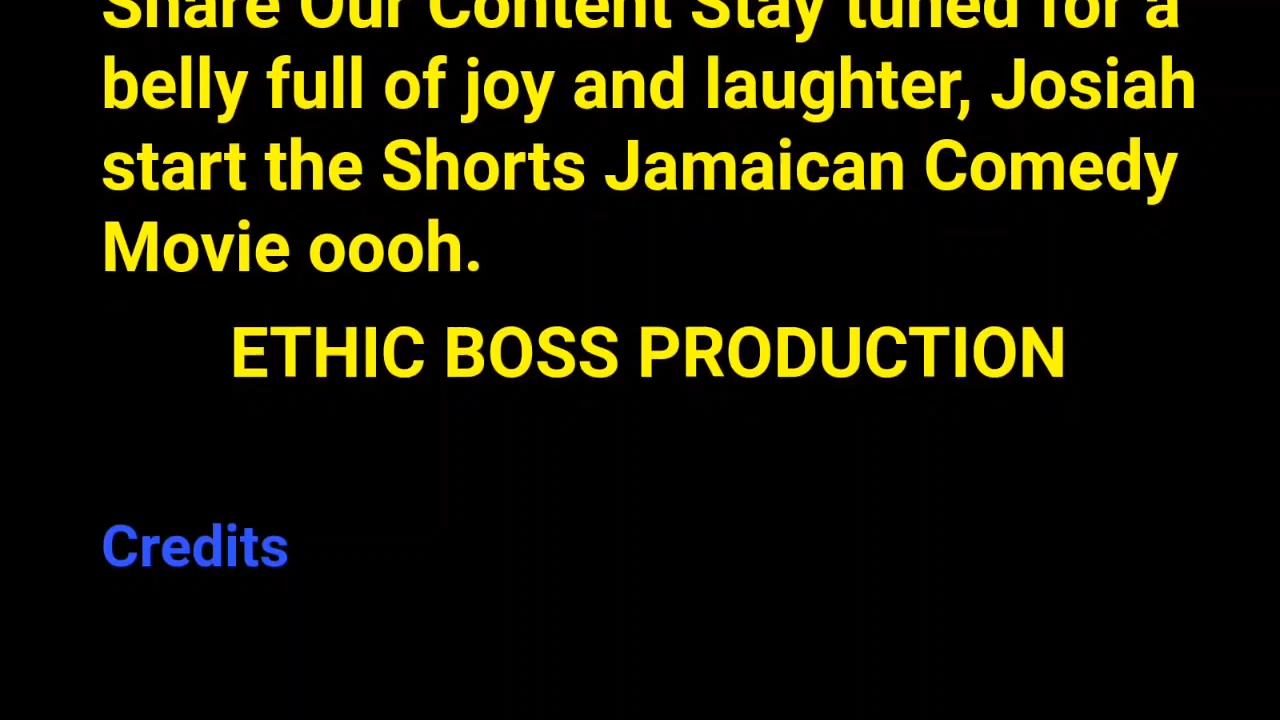 Share Our Content Stay tuned for a
belly full of joy and laughter, Josiah
start the Shorts Jamaican Comedy
Movie oooh.
ETHIC BOSS PRODUCTION
Credits